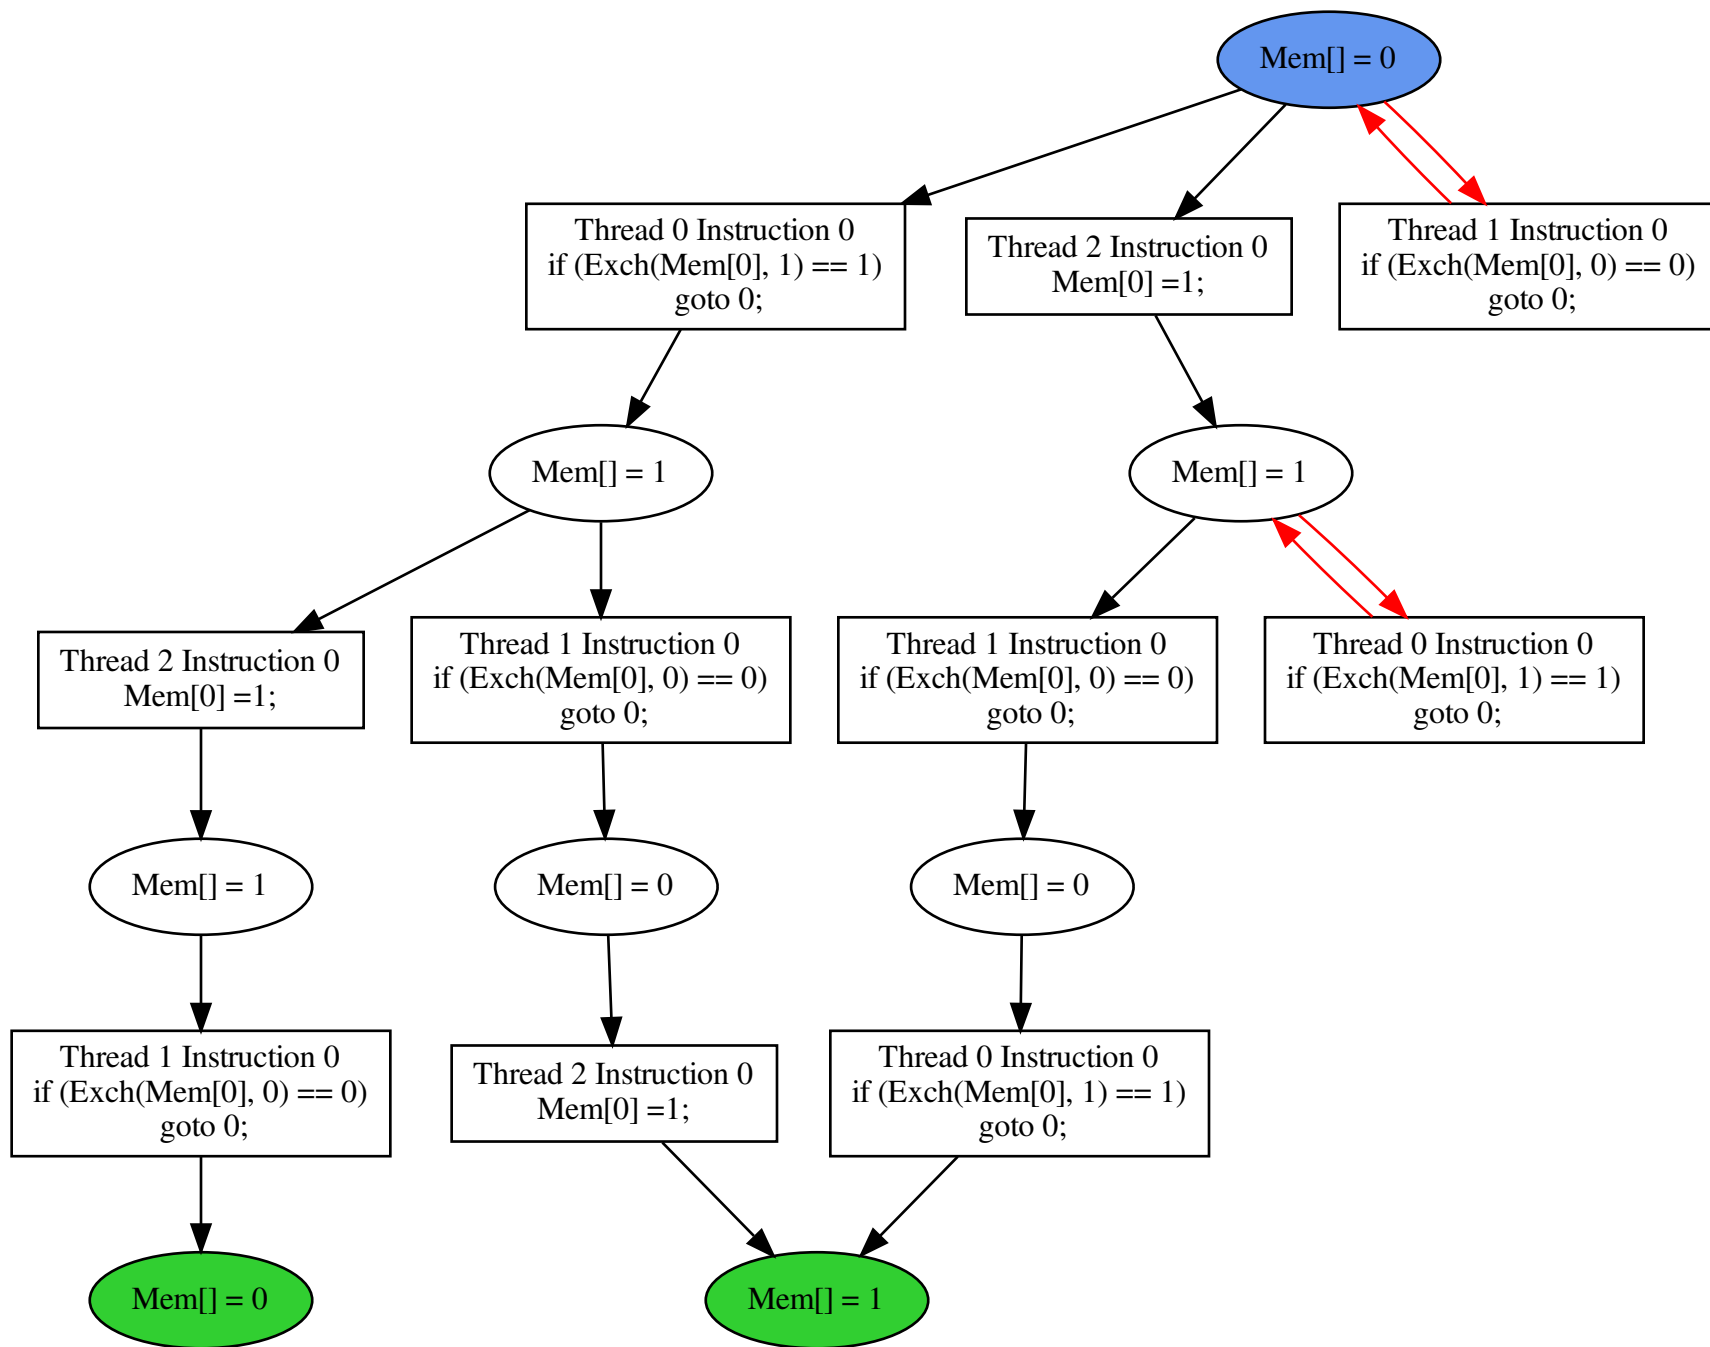 Mem[] = 0
Thread 0 Instruction 0
if (Exch(Mem[0], 1) == 1)
goto 0;
Thread 2 Instruction 0
Mem[0] =1;
Thread 1 Instruction 0
if (Exch(Mem[0], 0) == 0)
goto 0;
Mem[] = 1
Mem[] = 1
Thread 2 Instruction 0
Mem[0] =1;
Thread 1 Instruction 0
if (Exch(Mem[0], 0) == 0)
goto 0;
Thread 1 Instruction 0
if (Exch(Mem[0], 0) == 0)
goto 0;
Thread 0 Instruction 0
if (Exch(Mem[0], 1) == 1)
goto 0;
Mem[] = 1
Mem[] = 0
Mem[] = 0
Thread 1 Instruction 0
if (Exch(Mem[0], 0) == 0)
goto 0;
Thread 2 Instruction 0
Mem[0] =1;
Thread 0 Instruction 0
if (Exch(Mem[0], 1) == 1)
goto 0;
Mem[] = 0
Mem[] = 1